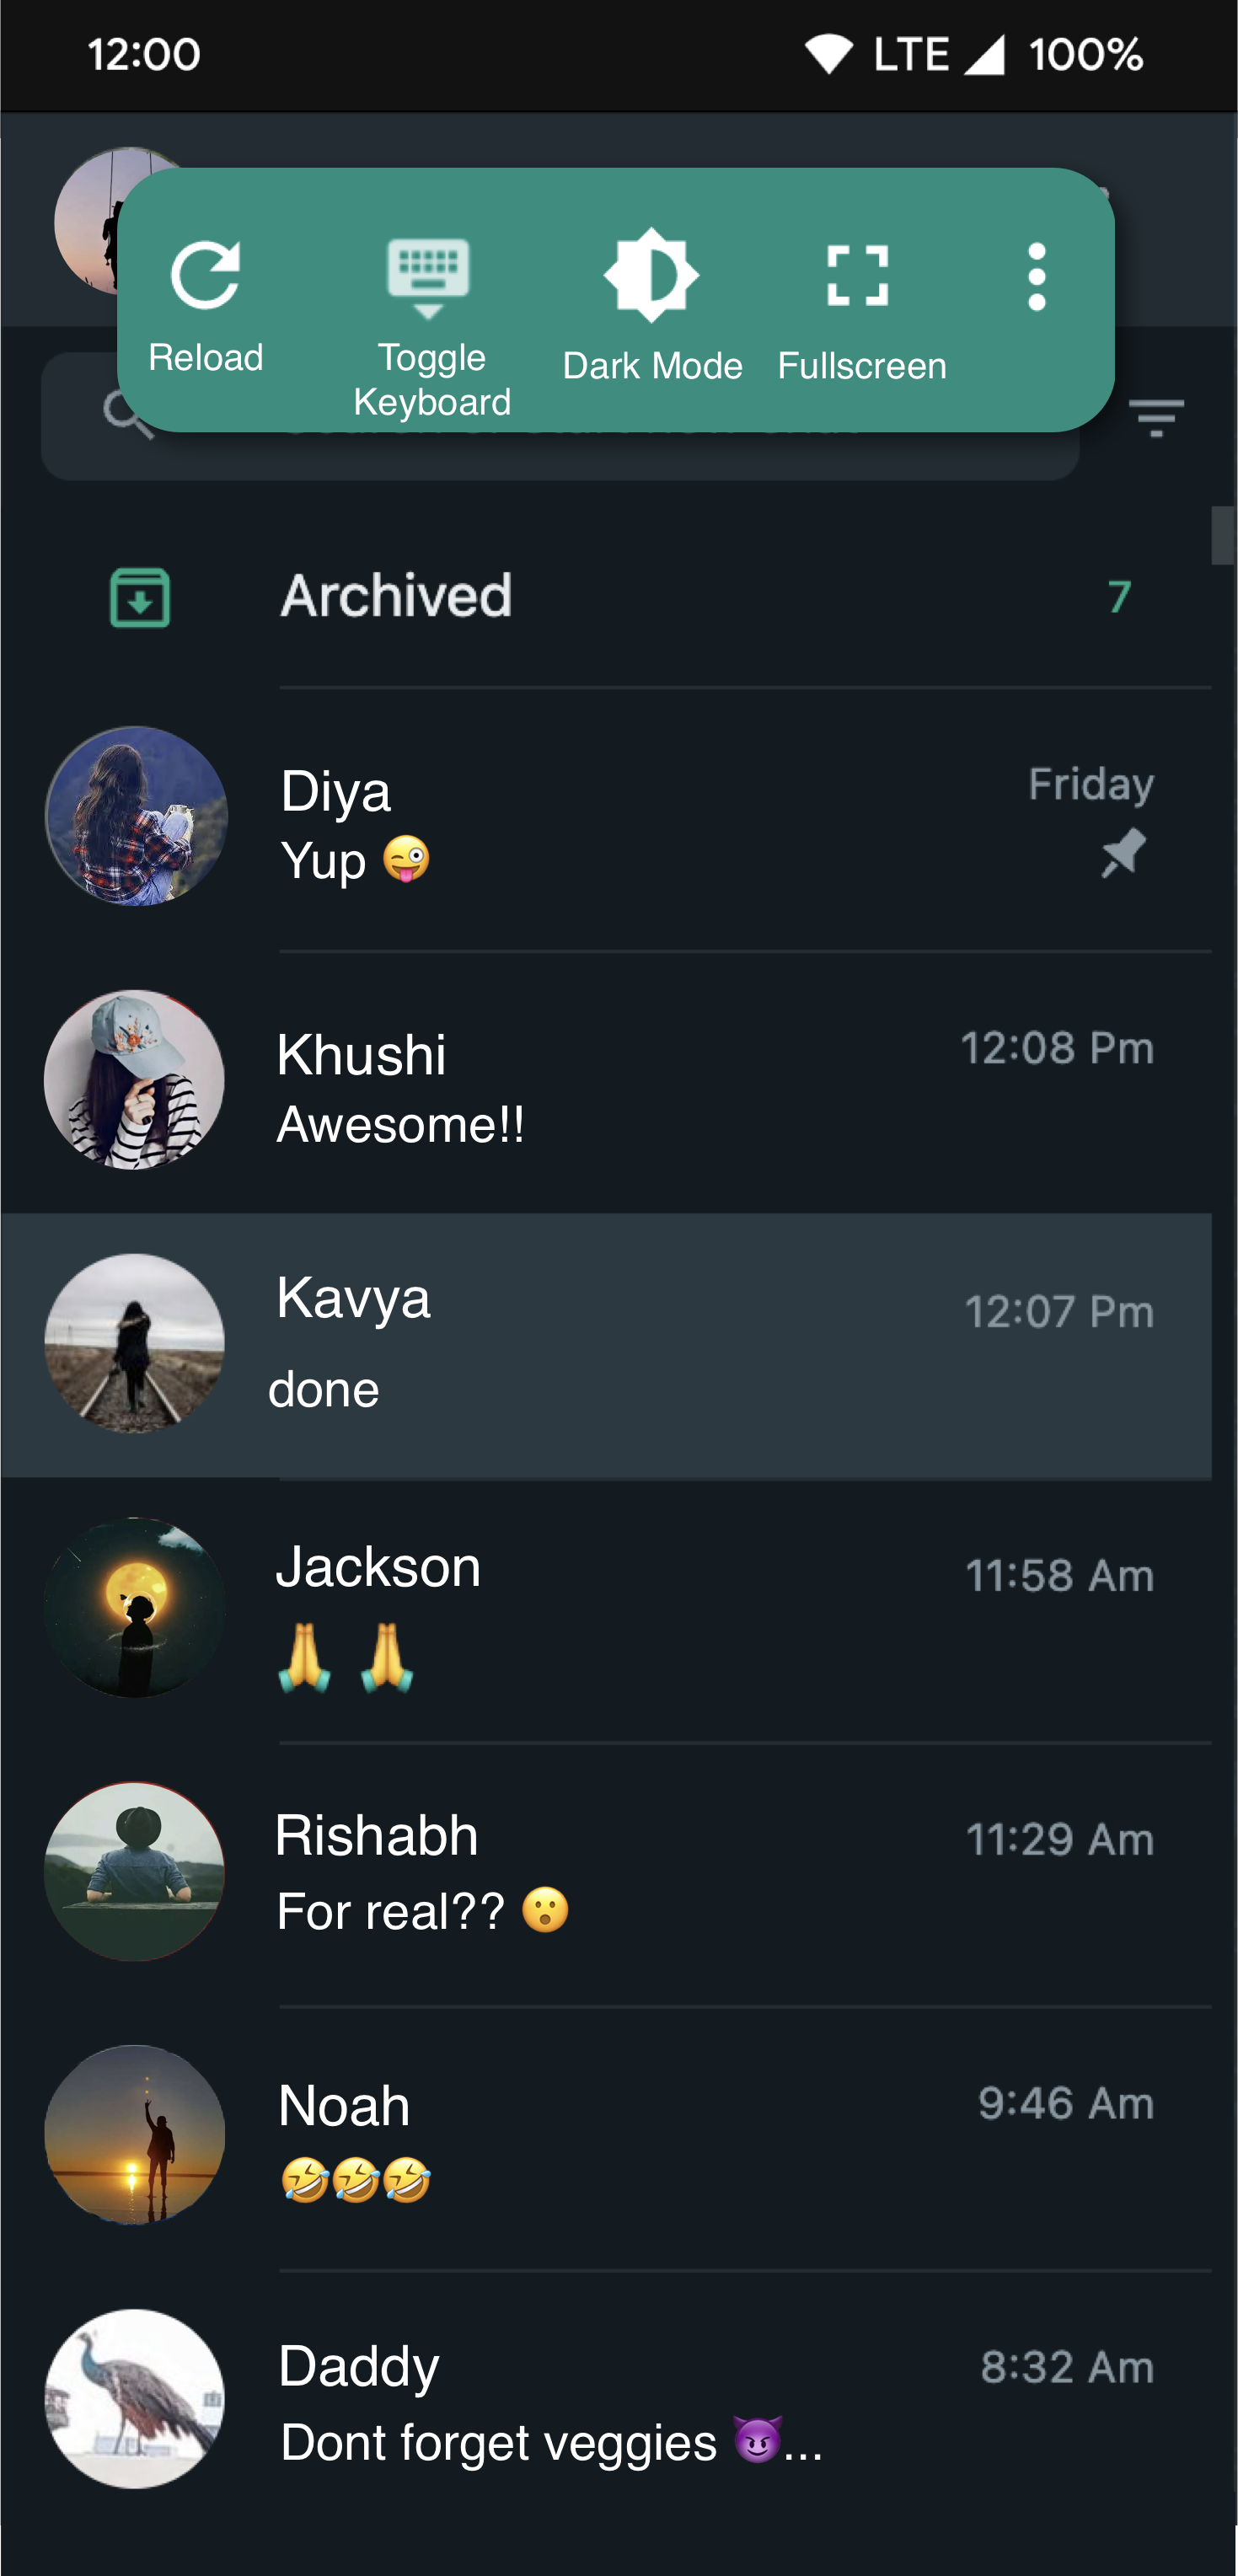 12:00 LTE 100%
Reload
Toggle
Keyboard
Dark Mode
Fullscreen
Archived 7
Diya Friday
Yup 😜
Khushi 12:08 Pm
Awesome!!
Kavya 12:07 Pm
done
Jackson 11:58 Am
🙏 🙏
Rishabh 11:29 Am
For real?? 😮
Noah 9:46 Am
🤣🤣🤣
Daddy 8:32 Am
Dont forget veggies 😈...